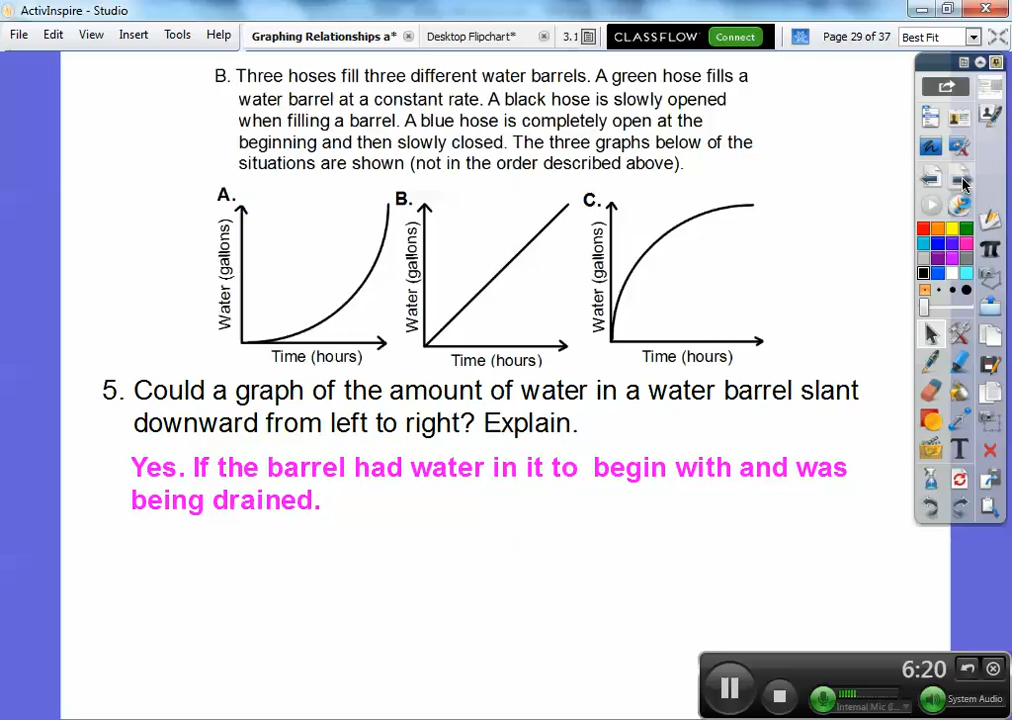 ActivInspire - Studio
File Edit View Insert Tools Help
Graphing Relationships a* Desktop Flipchart* 3.1 CLASSFLOW Connect Page 29 of 37 Best Fit
B. Three hoses fill three different water barrels. A green hose fills a
water barrel at a constant rate. A black hose is slowly opened
when filling a barrel. A blue hose is completely open at the
beginning and then slowly closed. The three graphs below of the
situations are shown (not in the order described above).
A. B. C.
Water (gallons) Water (gallons) Water (gallons)
Time (hours) Time (hours) Time (hours)
5. Could a graph of the amount of water in a water barrel slant
downward from left to right? Explain.
Yes. If the barrel had water in it to begin with and was
being drained.
6:20
Internal Mic System Audio